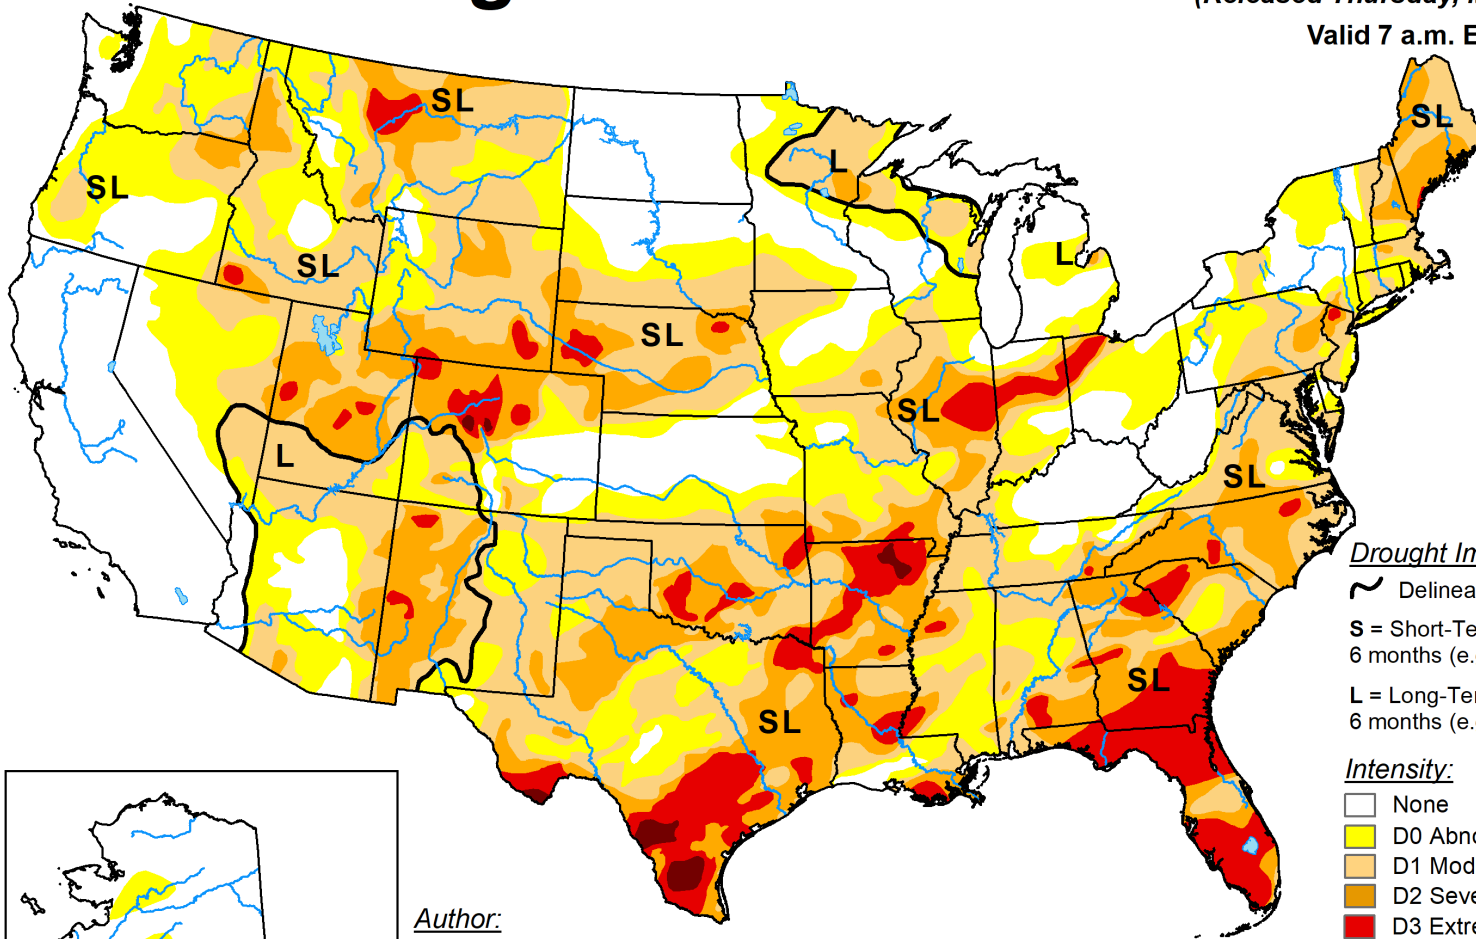 Valid 7 a.m.
SL
SL
L
SL
SL
L
SL
SL
L
SL
SL
SL
SL
Drought
Delinea
S = Short-Te
6 months (e.
L = Long-Ter
6 months (e.
Intensity:
None
D0 Abno
D1 Mod
D2 Seve
D3 Extre
Author: